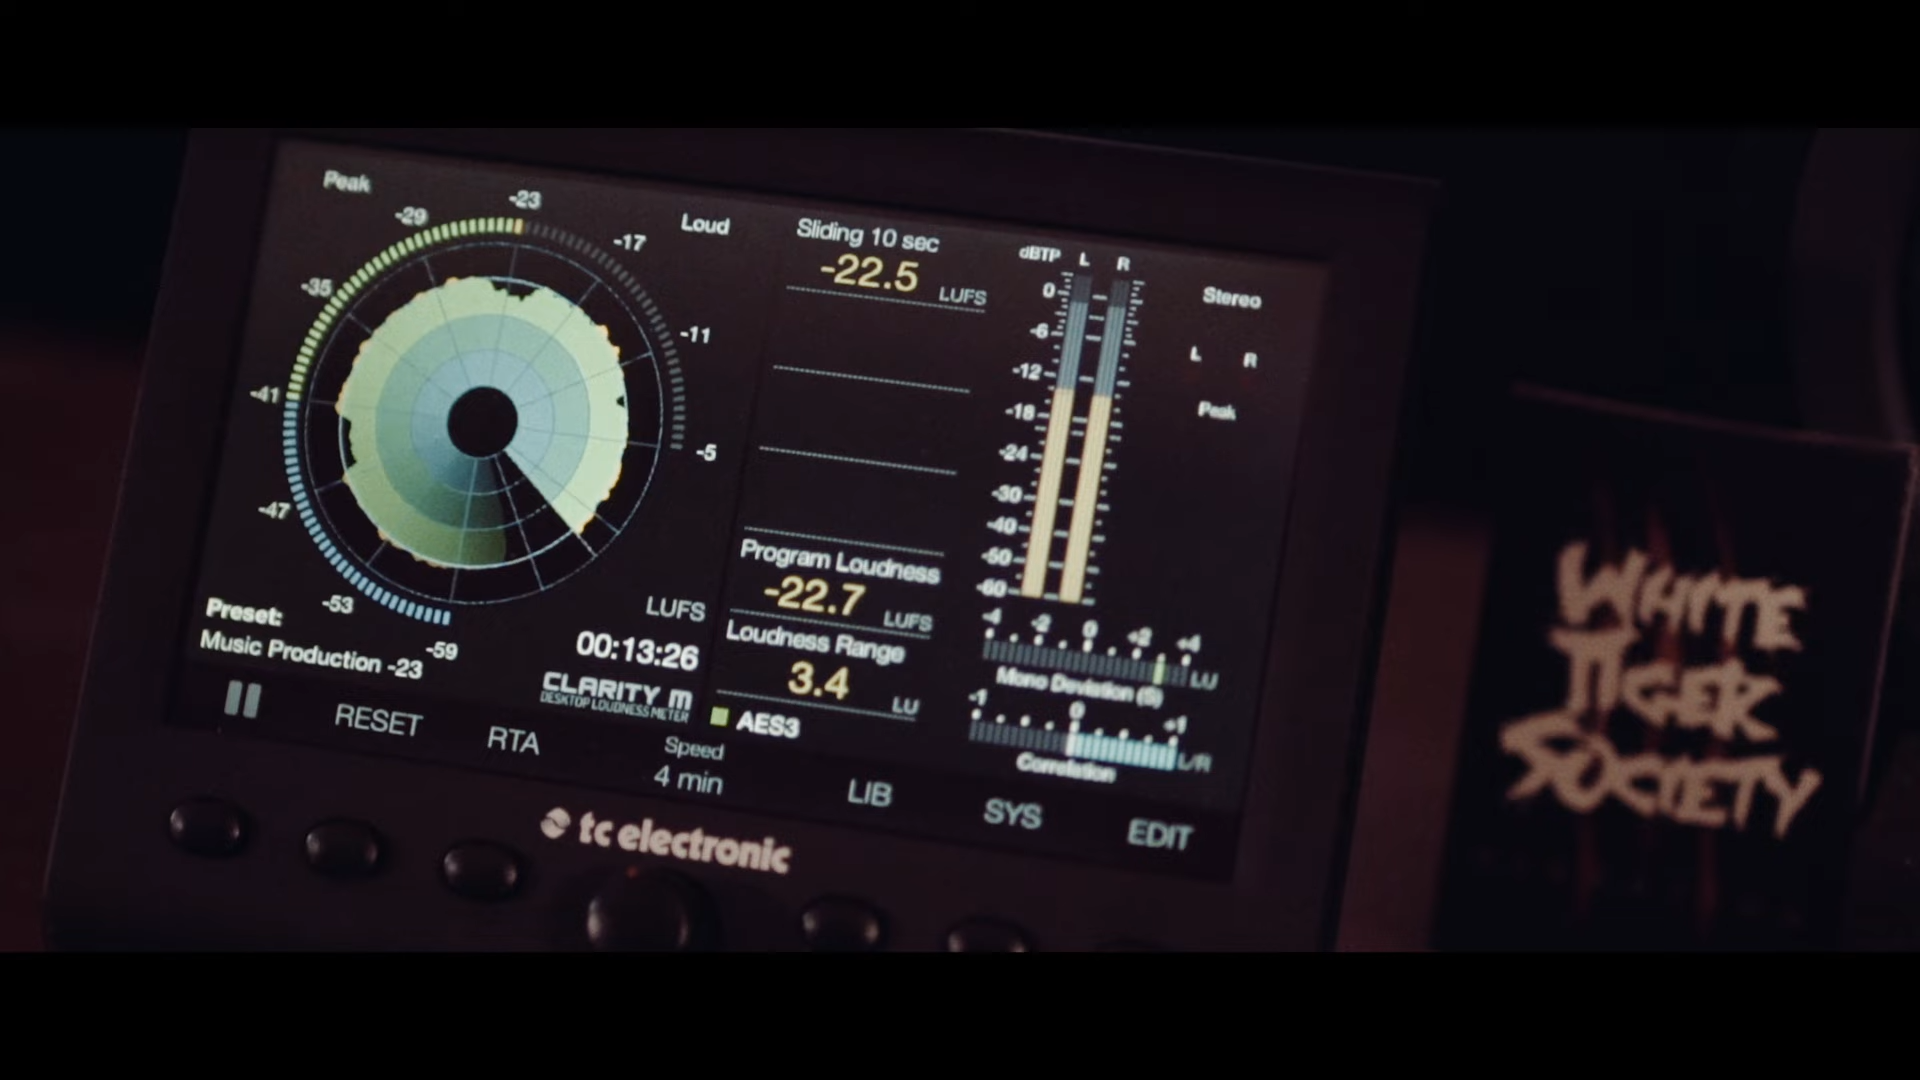 Peak
-23
-29
Loud
-17
-35
-11
-41
-5
-47
-53
-59
LUFS
00:13:26
Preset:
Music Production -23
CLARITY M
DESKTOP LOUDNESS METER
Sliding 10 sec
-22.5 LUFS
Program Loudness
-22.7 LUFS
Loudness Range
3.4 LU
AES3
dBTP L R
0
-6
-12
-18
-24
-30
-40
-50
-60
Stereo
L R
Peak
-4 -2 0 +2 +4
LU
Mono Deviation (S)
-1 0 +1
L/R
Correlation
RESET
RTA
Speed
4 min
LIB
SYS
EDIT
tc electronic
WHITE
TIGER
SOCIETY